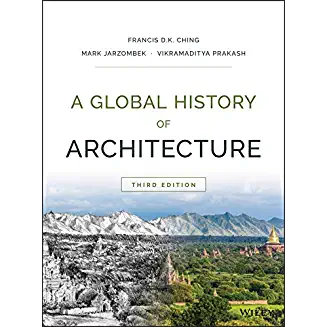 FRANCIS D.K. CHING
MARK JARZOMBEK · VIKRAMADITYA PRAKASH
A GLOBAL HISTORY
OF
ARCHITECTURE
THIRD EDITION
WILEY